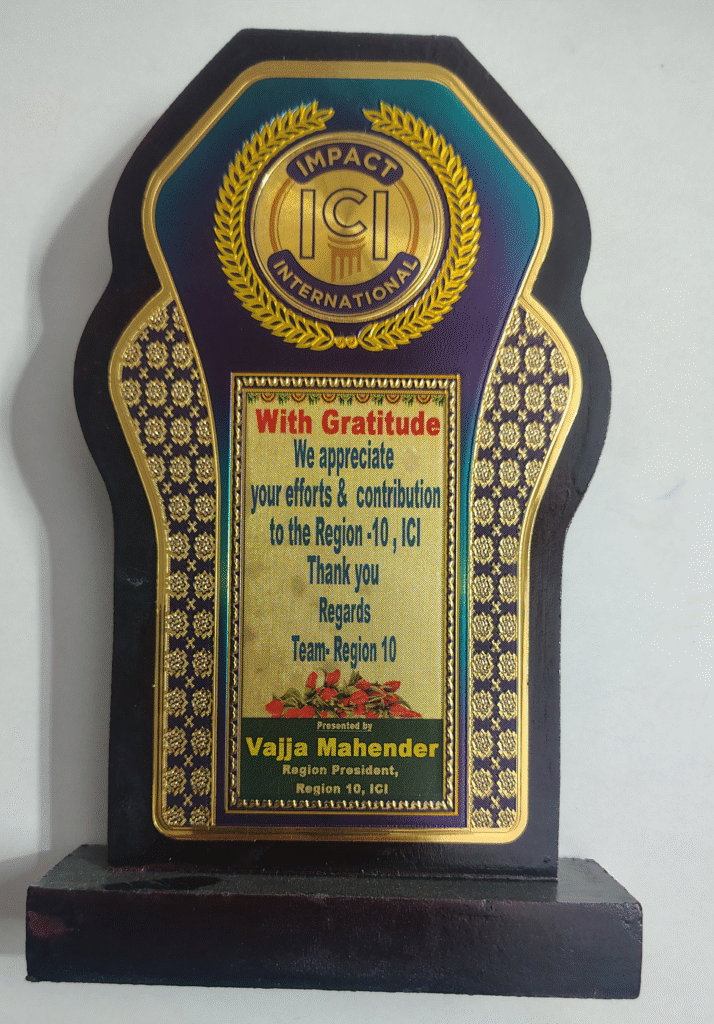 IMPACT
ICI
INTERNATIONAL
With Gratitude
We appreciate
your efforts & contribution
to the Region -10 , ICI
Thank you
Regards
Team- Region 10
Presented by
Vajja Mahender
Region President,
Region 10, ICI